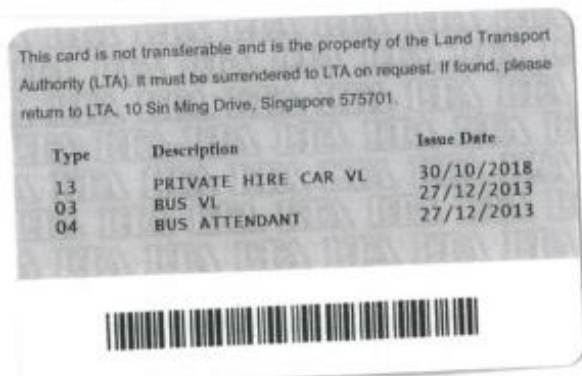 This card is not transferable and is the property of the Land Transport
Authority (LTA). It must be surrendered to LTA on request. If found, please
return to LTA, 10 Sin Ming Drive, Singapore 575701.
Type Description Issue Date
13 PRIVATE HIRE CAR VL 30/10/2018
03 BUS VL 27/12/2013
04 BUS ATTENDANT 27/12/2013